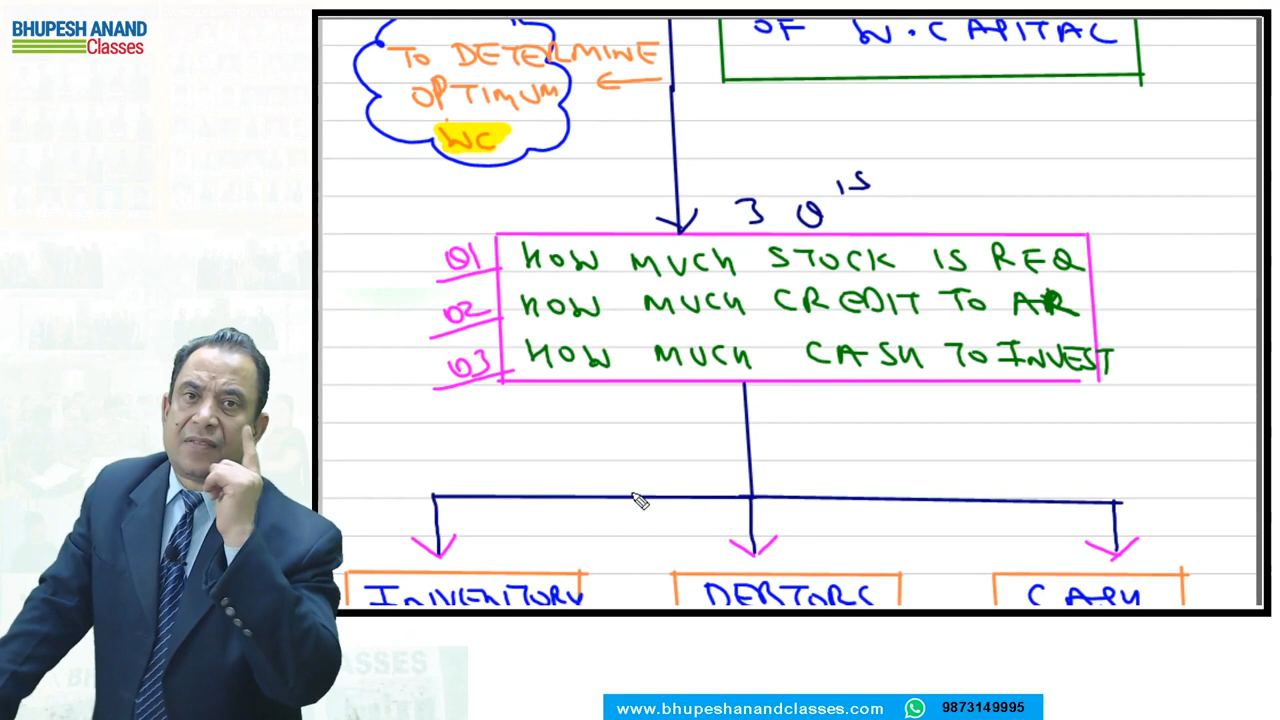 BHUPESH ANAND
Classes
OF W.CAPITAL
TO DETERMINE
OPTIMUM
WC
3 Q'S
Q1 HOW MUCH STOCK IS REQ
Q2 HOW MUCH CREDIT TO AR
Q3 HOW MUCH CASH TO INVEST
INVENTORY
DEBTORS
CASH
CLASSES
www.bhupeshanandclasses.com 9873149995